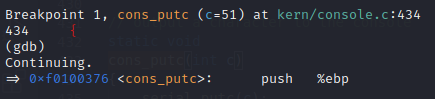 Breakpoint 1, cons_putc (c=51) at kern/console.c:434
434 {
(gdb)
Continuing.
=> 0xf0100376 <cons_putc>: push %ebp